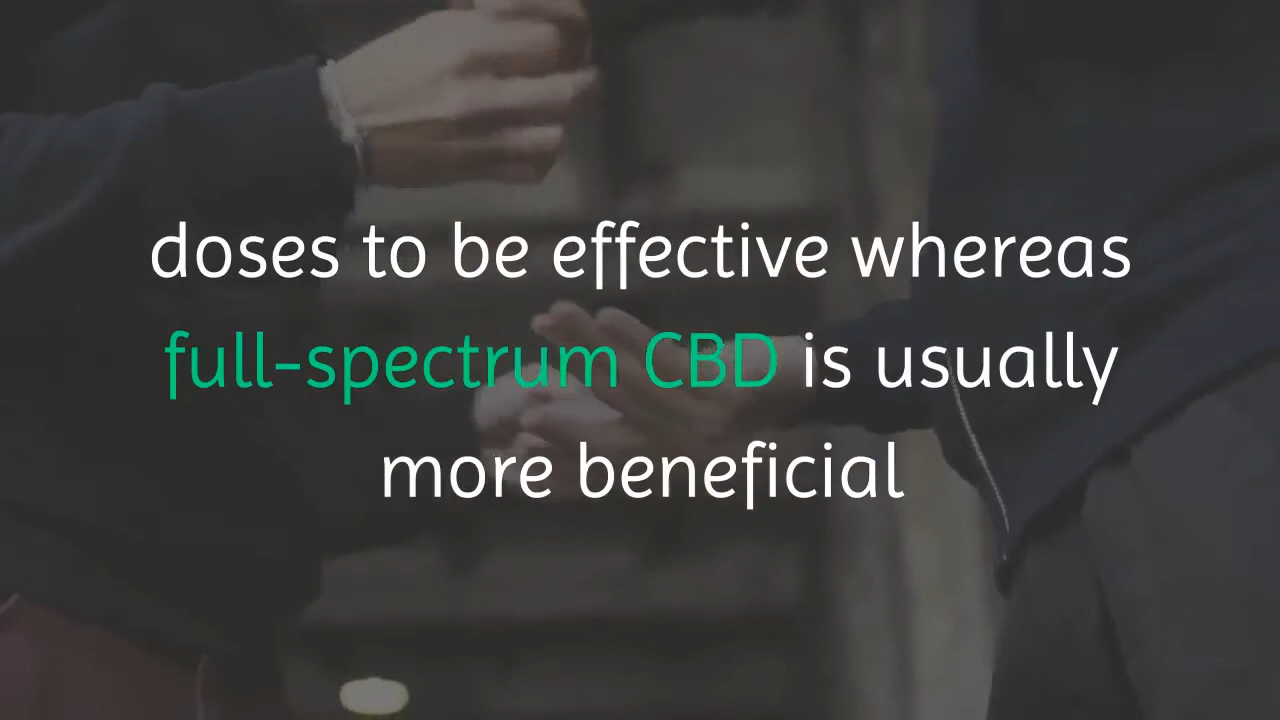 doses to be effective whereas
full-spectrum CBD is usually
more beneficial